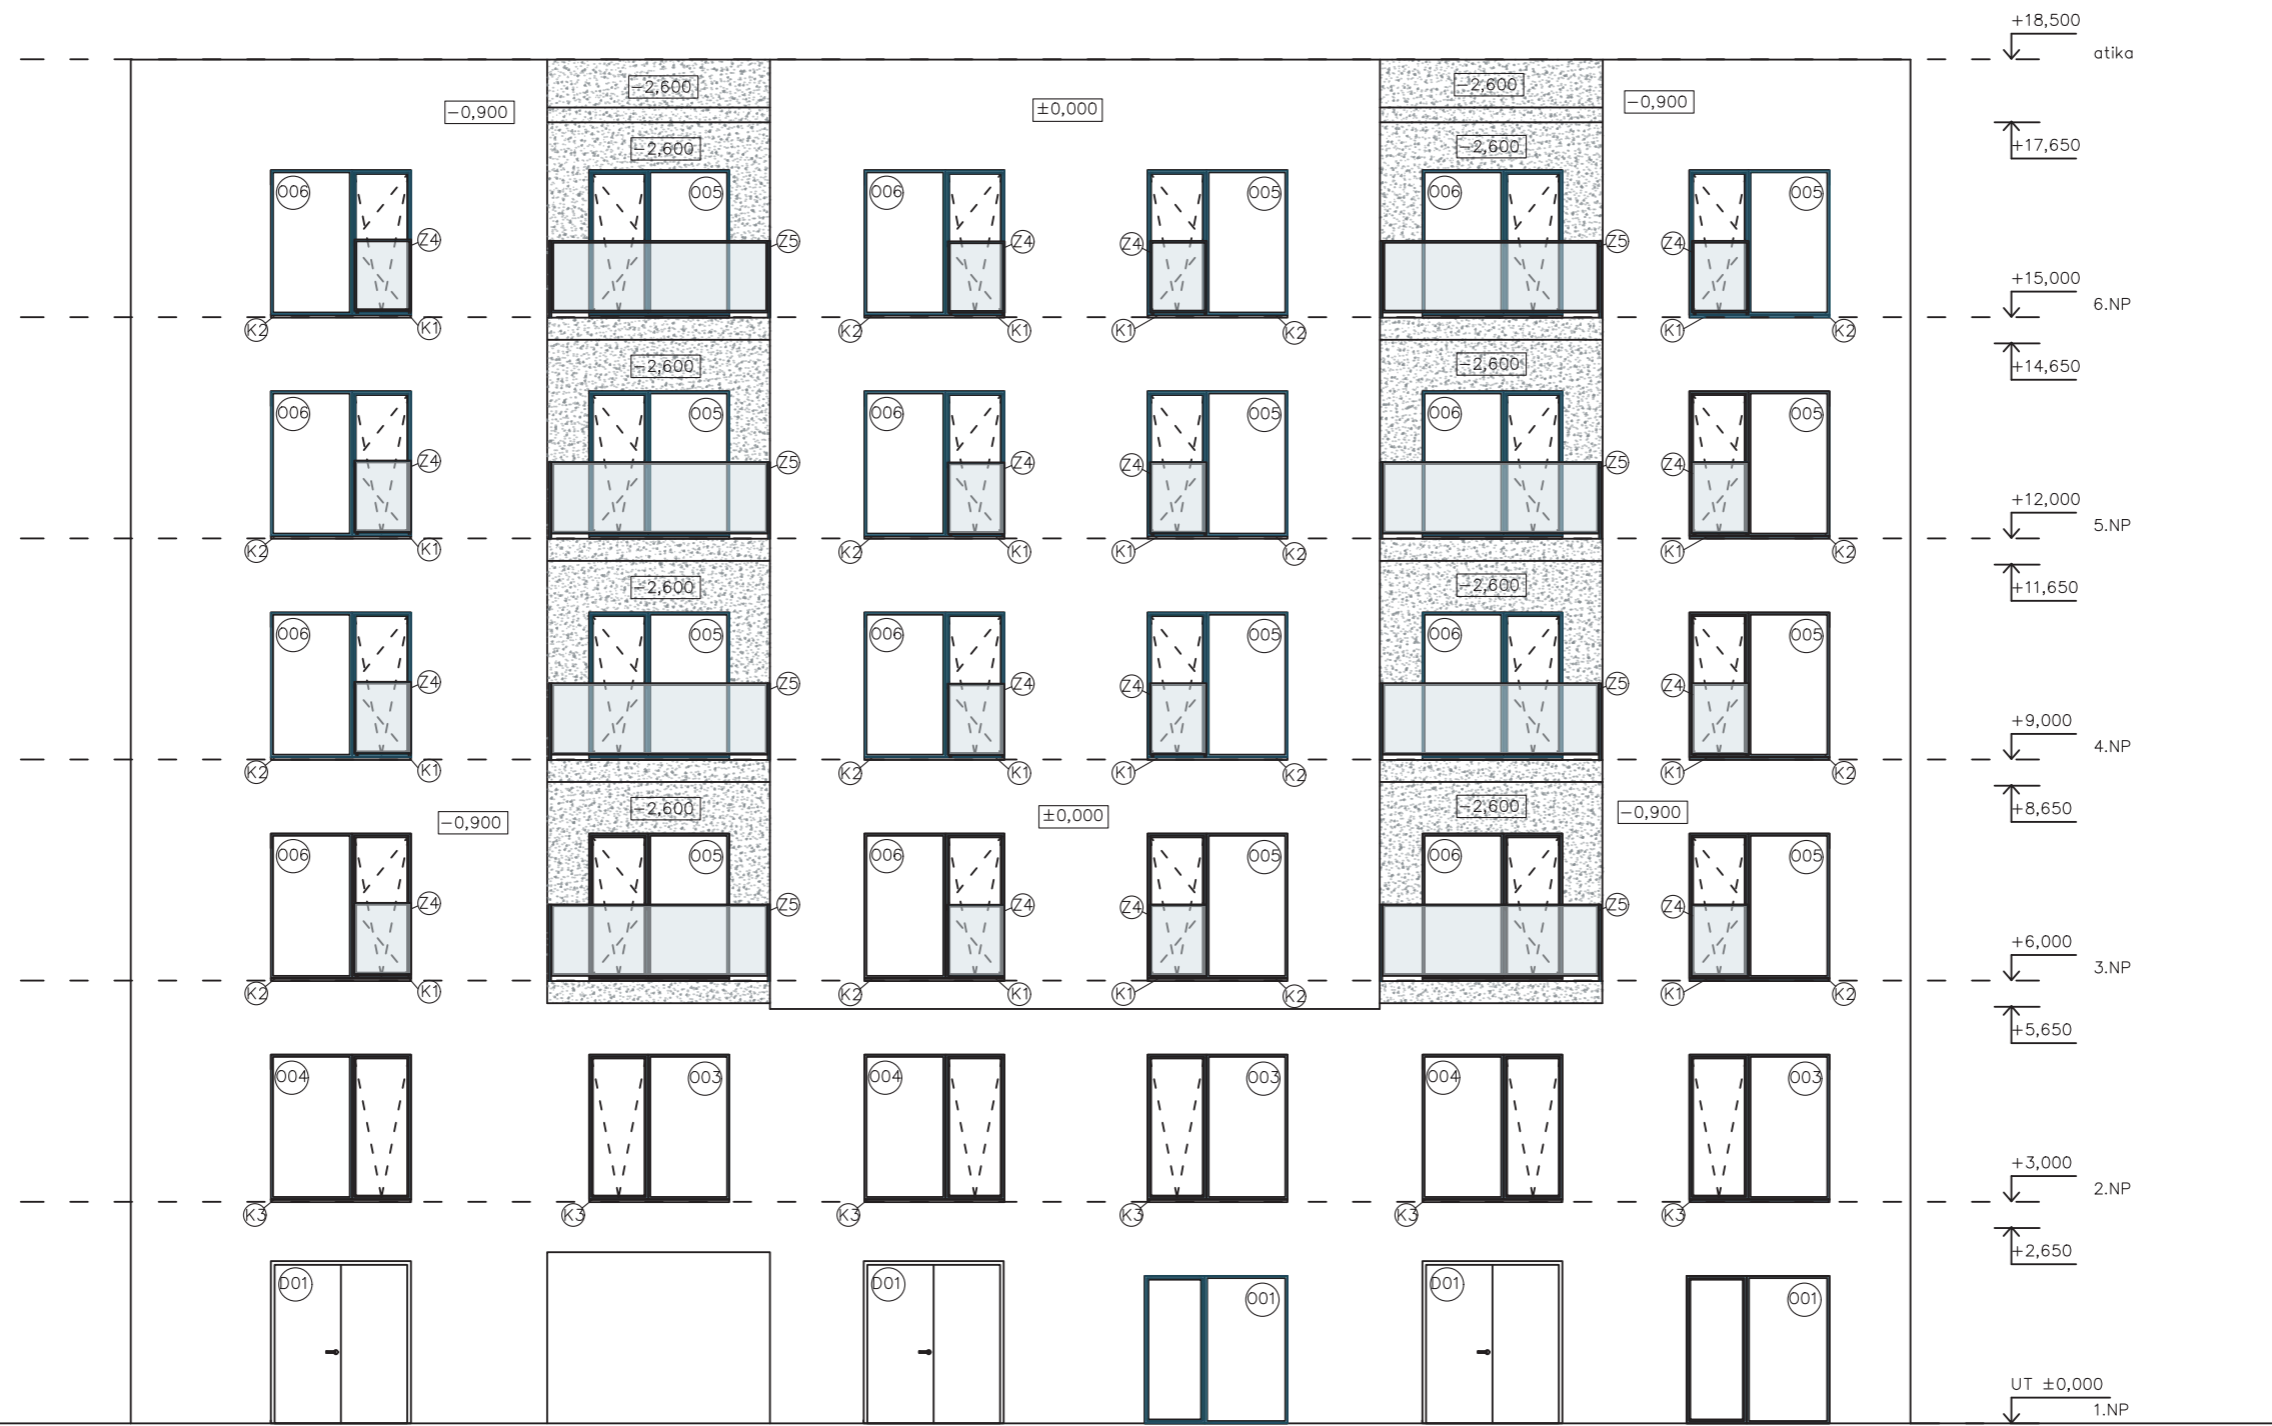 +18,500
atika
-2,600 -2,600
-0,900 ±0,000 -0,900
-2,600 -2,600 +17,650
006 005 006 005 006 005
Z4 Z5 Z4 Z4 Z5 Z4
+15,000
6.NP
K2 K1 K2 K1 K1 K2 K1 K2
-2,600 -2,600 +14,650
006 005 006 005 006 005
Z4 Z5 Z4 Z4 Z5 Z4
+12,000
5.NP
K2 K1 K2 K1 K1 K2 K1 K2
-2,600 -2,600 +11,650
006 005 006 005 006 005
Z4 Z5 Z4 Z4 Z5 Z4
+9,000
4.NP
K2 K1 K2 K1 K1 K2 K1 K2
-0,900 -2,600 ±0,000 -2,600 -0,900 +8,650
006 005 006 005 006 005
Z4 Z5 Z4 Z4 Z5 Z4
+6,000
3.NP
K2 K1 K2 K1 K1 K2 K1 K2
+5,650
004 003 004 003 004 003
+3,000
2.NP
K3 K3 K3 K3 K3 K3
+2,650
D01 D01 001 D01 001
UT ±0,000
1.NP